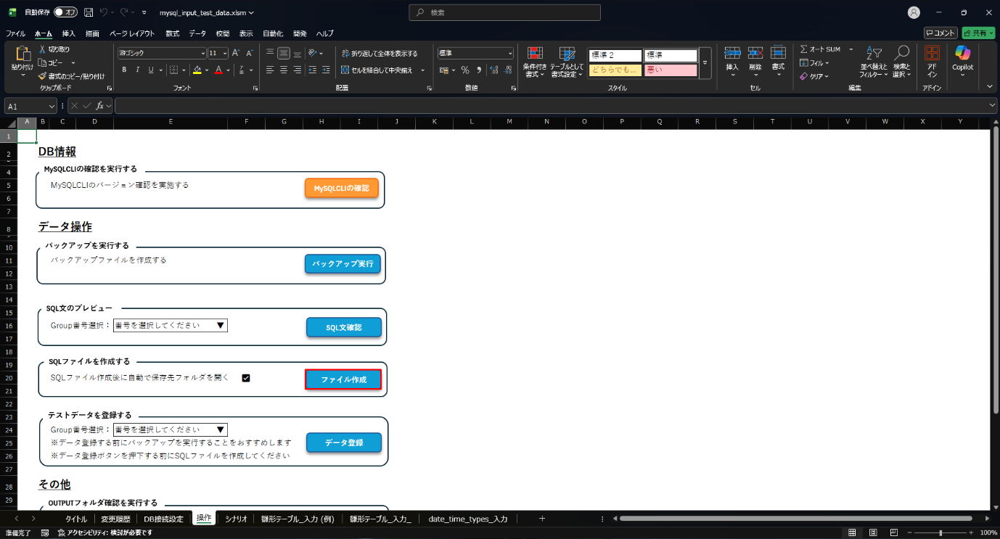 自動保存 オフ mysql_input_test_data.xlsm 検索
ファイル ホーム 挿入 描画 ページ レイアウト 数式 データ 校閲 表示 自動化 開発 ヘルプ コメント 共有
貼り付け 切り取り コピー 書式のコピー/貼り付け
クリップボード
游ゴシック 11
B I U
フォント
折り返して全体を表示する
セルを結合して中央揃え
配置
標準
数値
条件付き書式 テーブルとして書式設定
標準 2 標準
どちらでも... 悪い
スタイル
挿入 削除 書式
セル
オート SUM
フィル
クリア
並べ替えとフィルター 検索と選択
編集
アドイン
アドイン
Copilot
A1 fx
A B C D E F G H I J K L M N O P Q R S T U V W X Y
1
2 DB情報
4 MySQLCLIの確認を実行する
5 MySQLCLIのバージョン確認を実施する MySQLCLIの確認
6
7
8 データ操作
10 バックアップを実行する
11 バックアップファイルを作成する バックアップ実行
12
13
14
15 SQL文のプレビュー
16 Group番号選択： 番号を選択してください ▼ SQL文確認
17
18
19 SQLファイルを作成する
20 SQLファイル作成後に自動で保存先フォルダを開く ファイル作成
21
22
23 テストデータを登録する
24 Group番号選択： 番号を選択してください ▼
25 ※データ登録する前にバックアップを実行することをおすすめします データ登録
26 ※データ登録ボタンを押下する前にSQLファイルを作成してください
27
28 その他
29 OUTPUTフォルダ確認を実行する
タイトル 変更履歴 DB接続設定 操作 シナリオ 雛形テーブル_入力 (例) 雛形テーブル_入力_ date_time_types_入力
準備完了 アクセシビリティ: 検討が必要です 100%